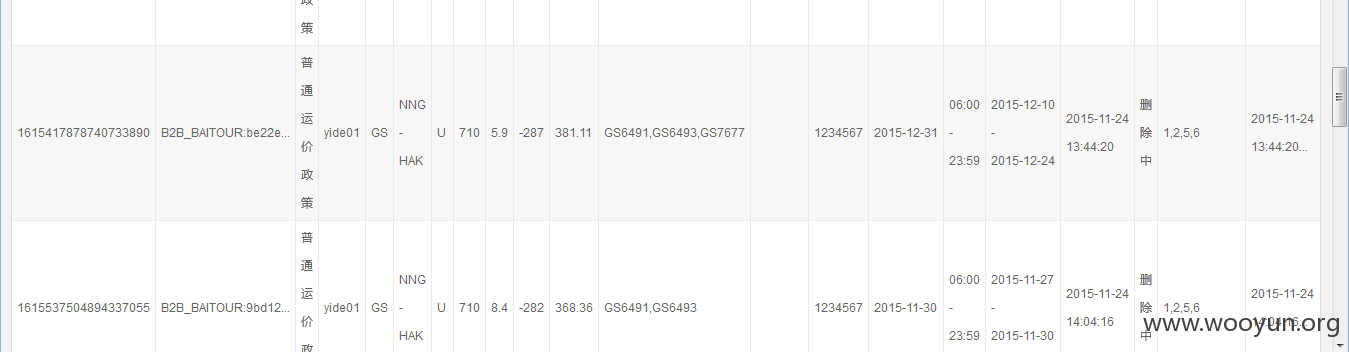 策
1615417878740733890 B2B_BAITOUR:be22e... 普通运价政策 yide01 GS NNG - HAK U 710 5.9 -287 381.11 GS6491,GS6493,GS7677 1234567 2015-12-31 06:00 - 23:59 2015-12-10 - 2015-12-24 2015-11-24 13:44:20 删除中 1,2,5,6 2015-11-24 13:44:20...
1615537504894337055 B2B_BAITOUR:9bd12... 普通运价政 yide01 GS NNG - HAK U 710 8.4 -282 368.36 GS6491,GS6493 1234567 2015-11-30 06:00 - 23:59 2015-11-27 - 2015-11-30 2015-11-24 14:04:16 删除中 1,2,5,6 2015-11-24 14:04:16...
www.wooyun.org